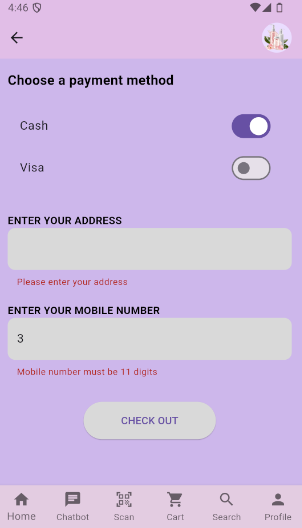 4:46
Choose a payment method
Cash
Visa
ENTER YOUR ADDRESS
Please enter your address
ENTER YOUR MOBILE NUMBER
3
Mobile number must be 11 digits
CHECK OUT
Home Chatbot Scan Cart Search Profile